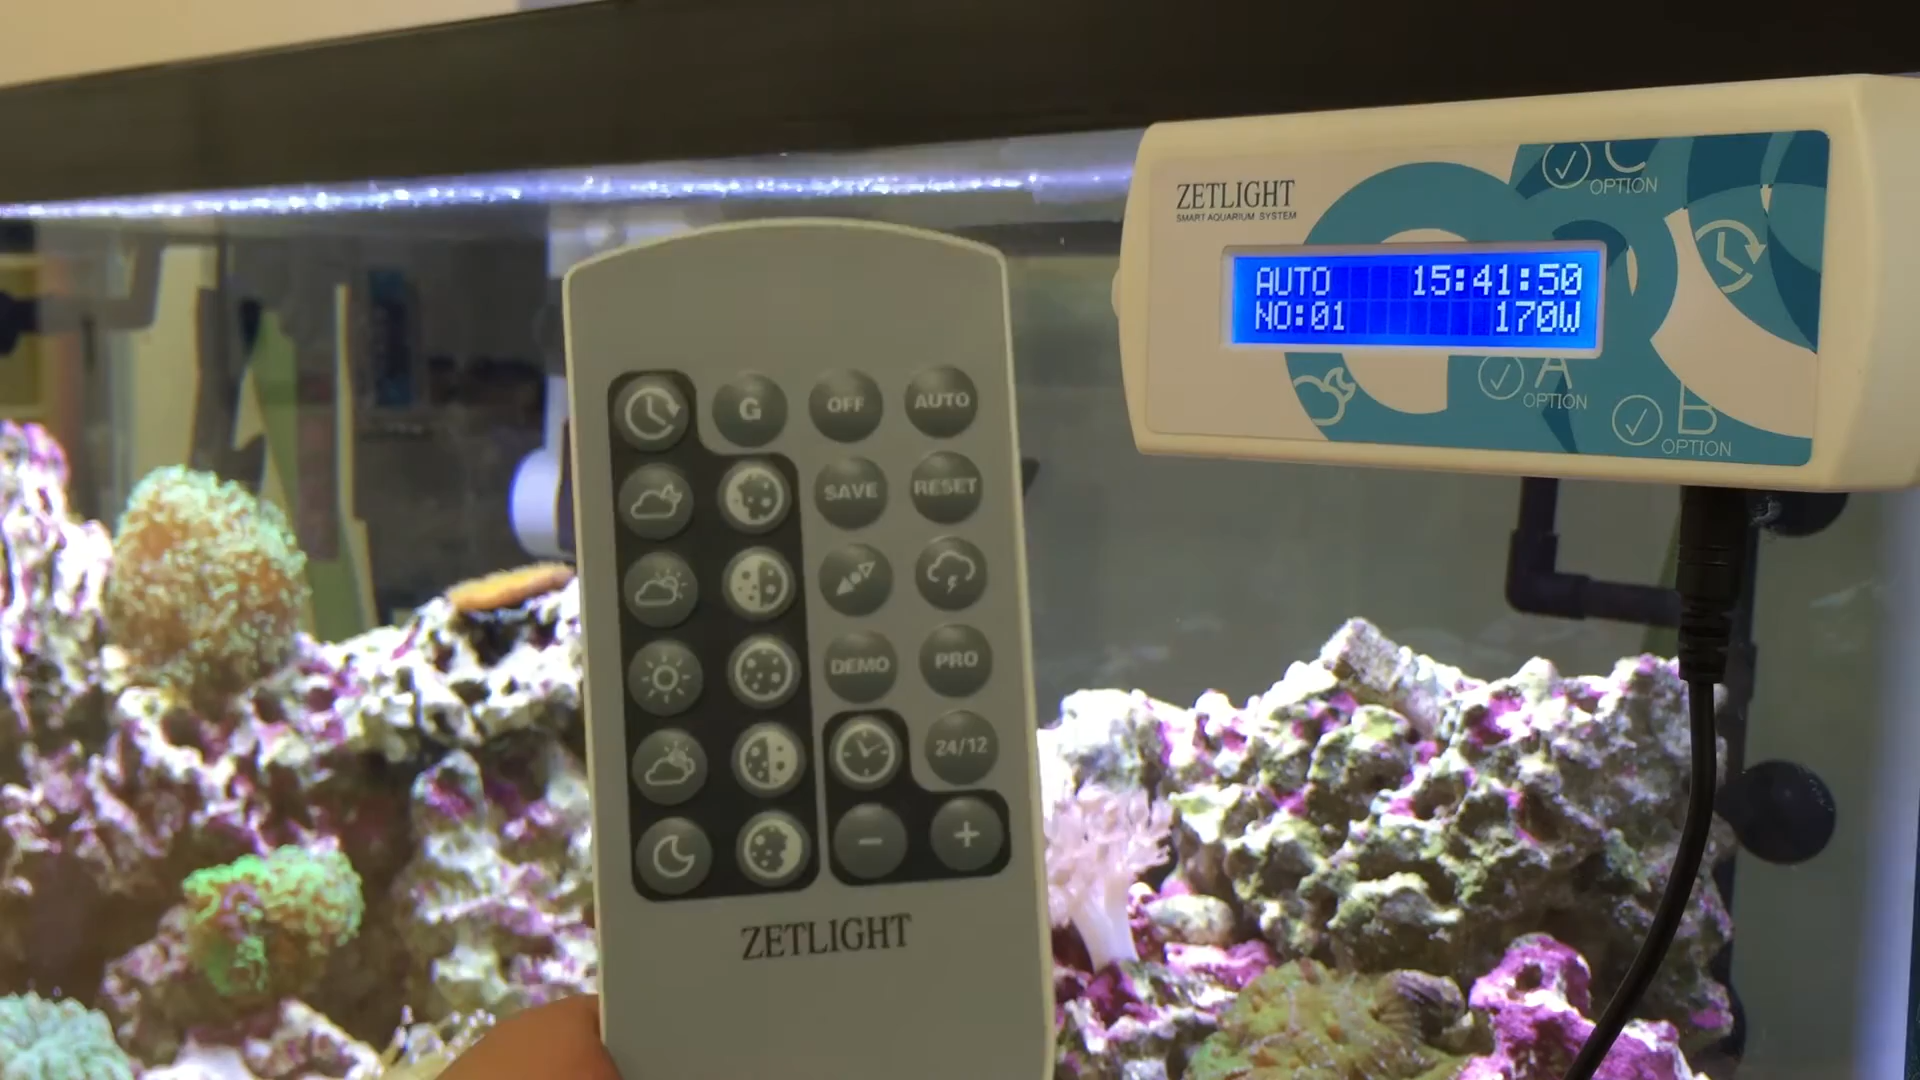 ZETLIGHT
SMART AQUARIUM SYSTEM
C
OPTION
AUTO 15:41:50
NO:01 170W
A
OPTION
B
OPTION
G OFF AUTO
SAVE RESET
DEMO PRO
24/12
− +
ZETLIGHT